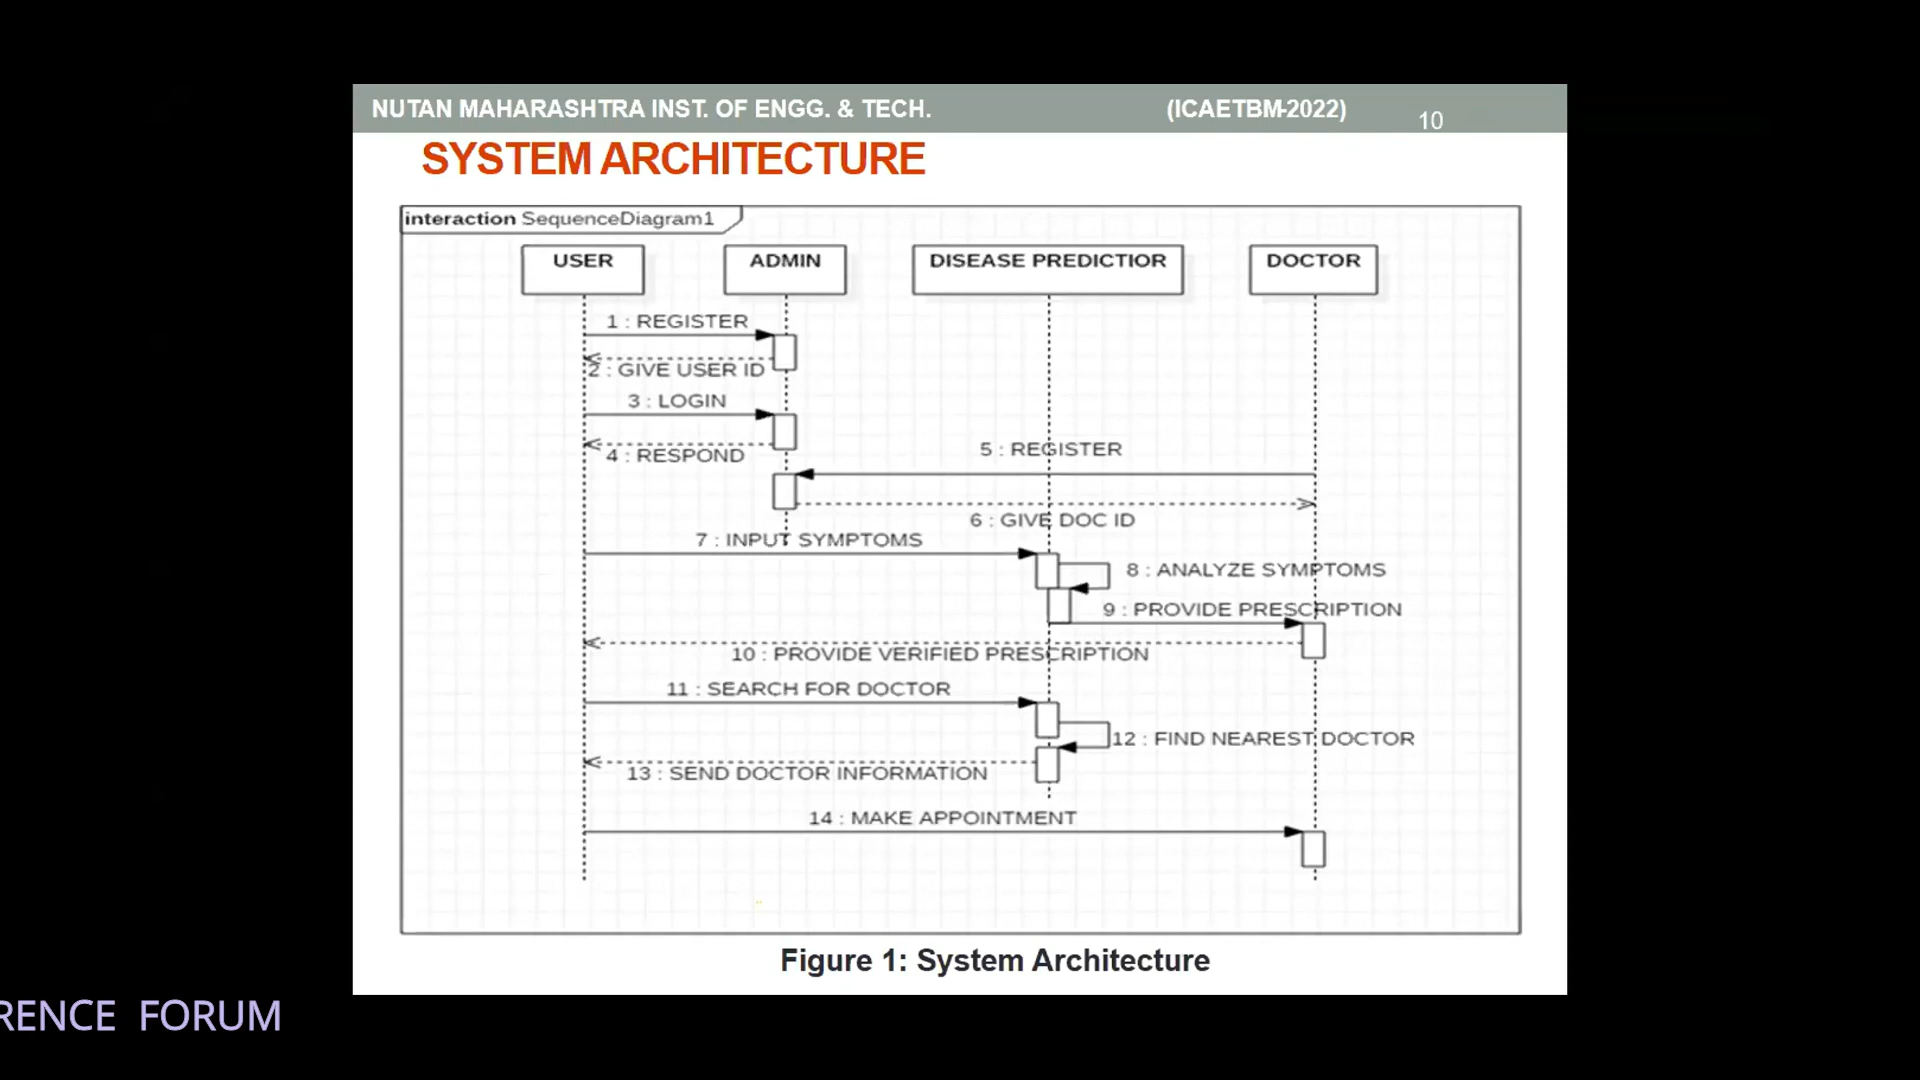 NUTAN MAHARASHTRA INST. OF ENGG. & TECH. (ICAETBM-2022) 10
SYSTEM ARCHITECTURE
interaction SequenceDiagram1
USER ADMIN DISEASE PREDICTIOR DOCTOR
1 : REGISTER
2 : GIVE USER ID
3 : LOGIN
4 : RESPOND
5 : REGISTER
6 : GIVE DOC ID
7 : INPUT SYMPTOMS
8 : ANALYZE SYMPTOMS
9 : PROVIDE PRESCRIPTION
10 : PROVIDE VERIFIED PRESCRIPTION
11 : SEARCH FOR DOCTOR
12 : FIND NEAREST DOCTOR
13 : SEND DOCTOR INFORMATION
14 : MAKE APPOINTMENT
Figure 1: System Architecture
RENCE FORUM